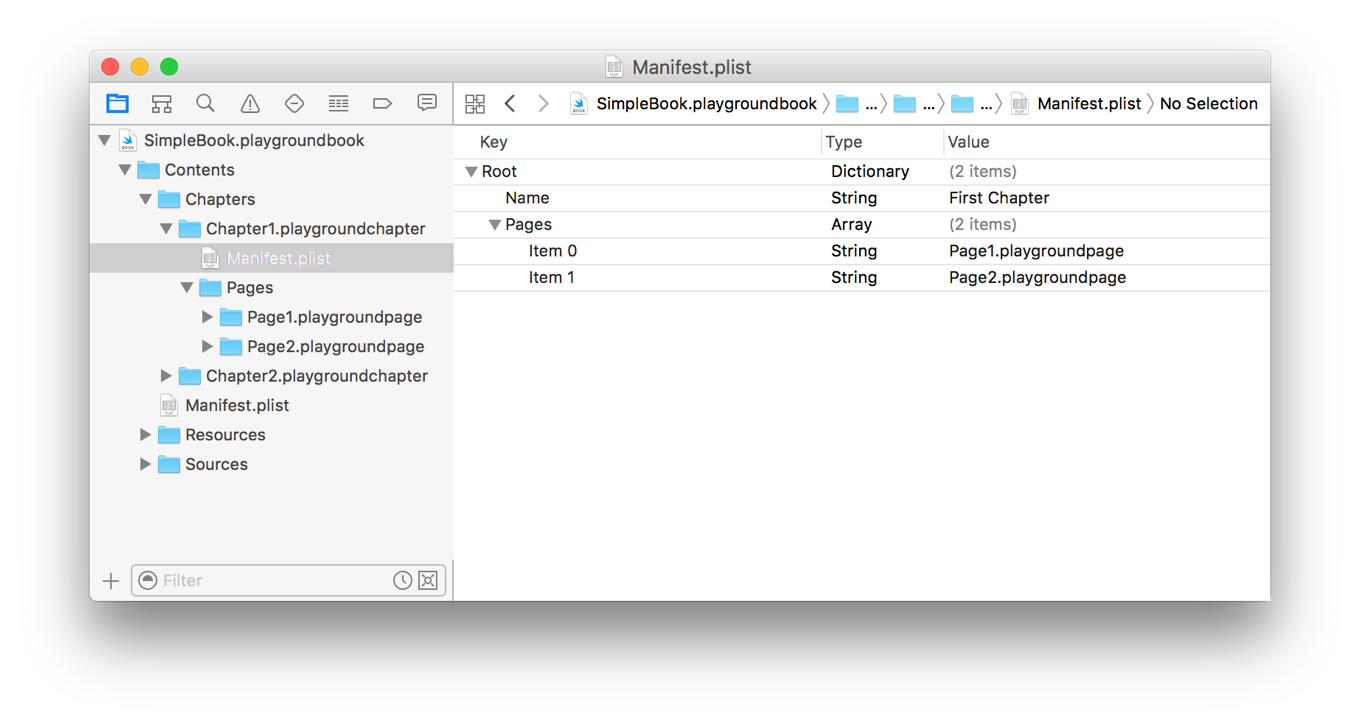 Manifest.plist
SimpleBook.playgroundbook ... ... ... Manifest.plist No Selection
SimpleBook.playgroundbook
Contents
Chapters
Chapter1.playgroundchapter
Manifest.plist
Pages
Page1.playgroundpage
Page2.playgroundpage
Chapter2.playgroundchapter
Manifest.plist
Resources
Sources
Filter
Key Type Value
Root Dictionary (2 items)
Name String First Chapter
Pages Array (2 items)
Item 0 String Page1.playgroundpage
Item 1 String Page2.playgroundpage